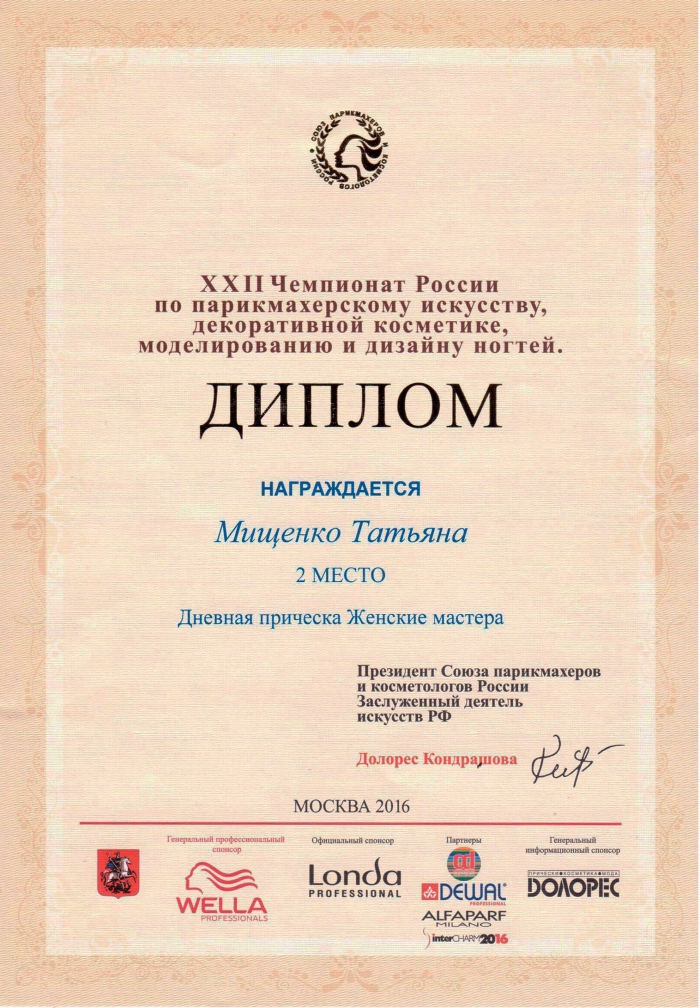 СОЮЗ ПАРИКМАХЕРОВ И КОСМЕТОЛОГОВ РОССИИ
XXII Чемпионат России
по парикмахерскому искусству,
декоративной косметике,
моделированию и дизайну ногтей.
ДИПЛОМ
НАГРАЖДАЕТСЯ
Мищенко Татьяна
2 МЕСТО
Дневная прическа Женские мастера
Президент Союза парикмахеров
и косметологов России
Заслуженный деятель
искусств РФ
Долорес Кондрашова
МОСКВА 2016
Генеральный профессиональный
спонсор
WELLA
PROFESSIONALS
Официальный спонсор
Londa
PROFESSIONAL
Партнеры
DEWAL
PROFESSIONAL
ALFAPARF
MILANO
interCHARM2016
Генеральный
информационный спонсор
ПРИЧЕСКИ•КОСМЕТИКА•МОДА
ДОЛОРЕС